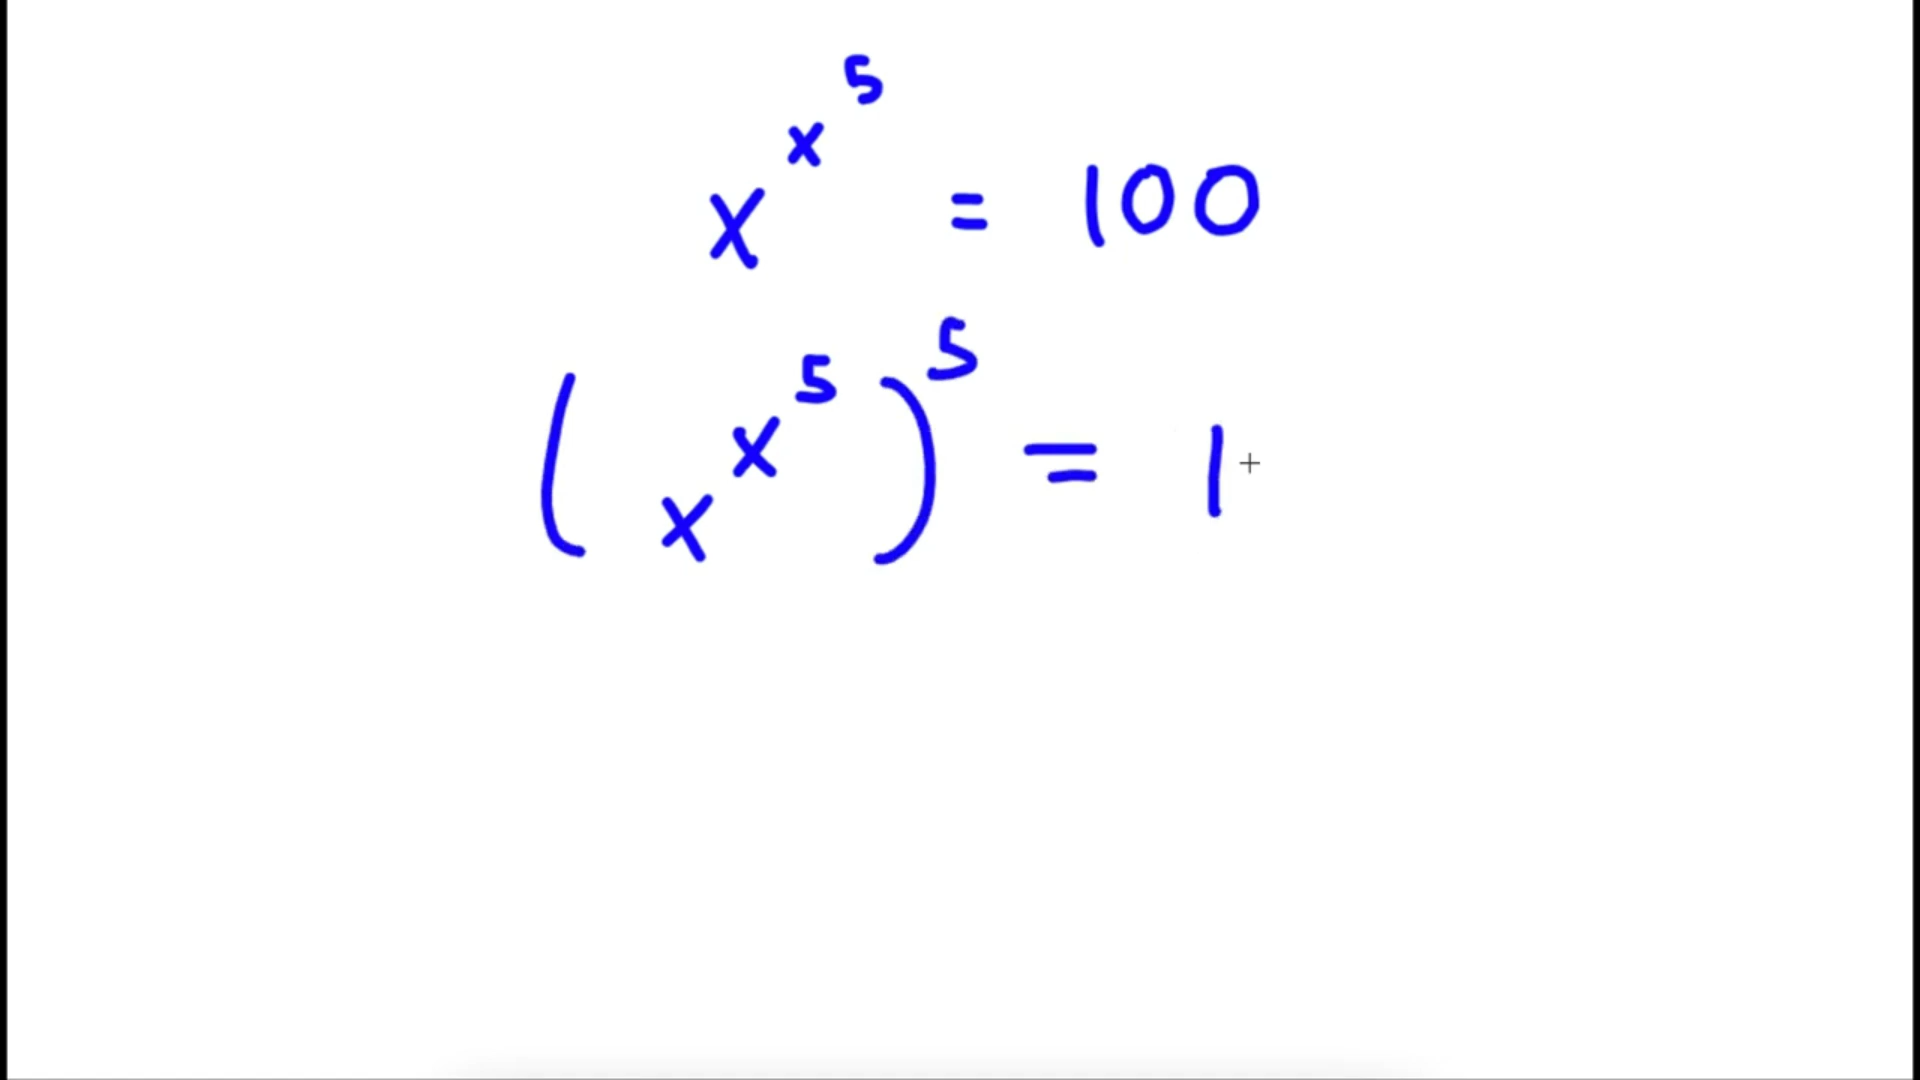 x^{x^5} = 100
(x^{x^5})^5 = 1